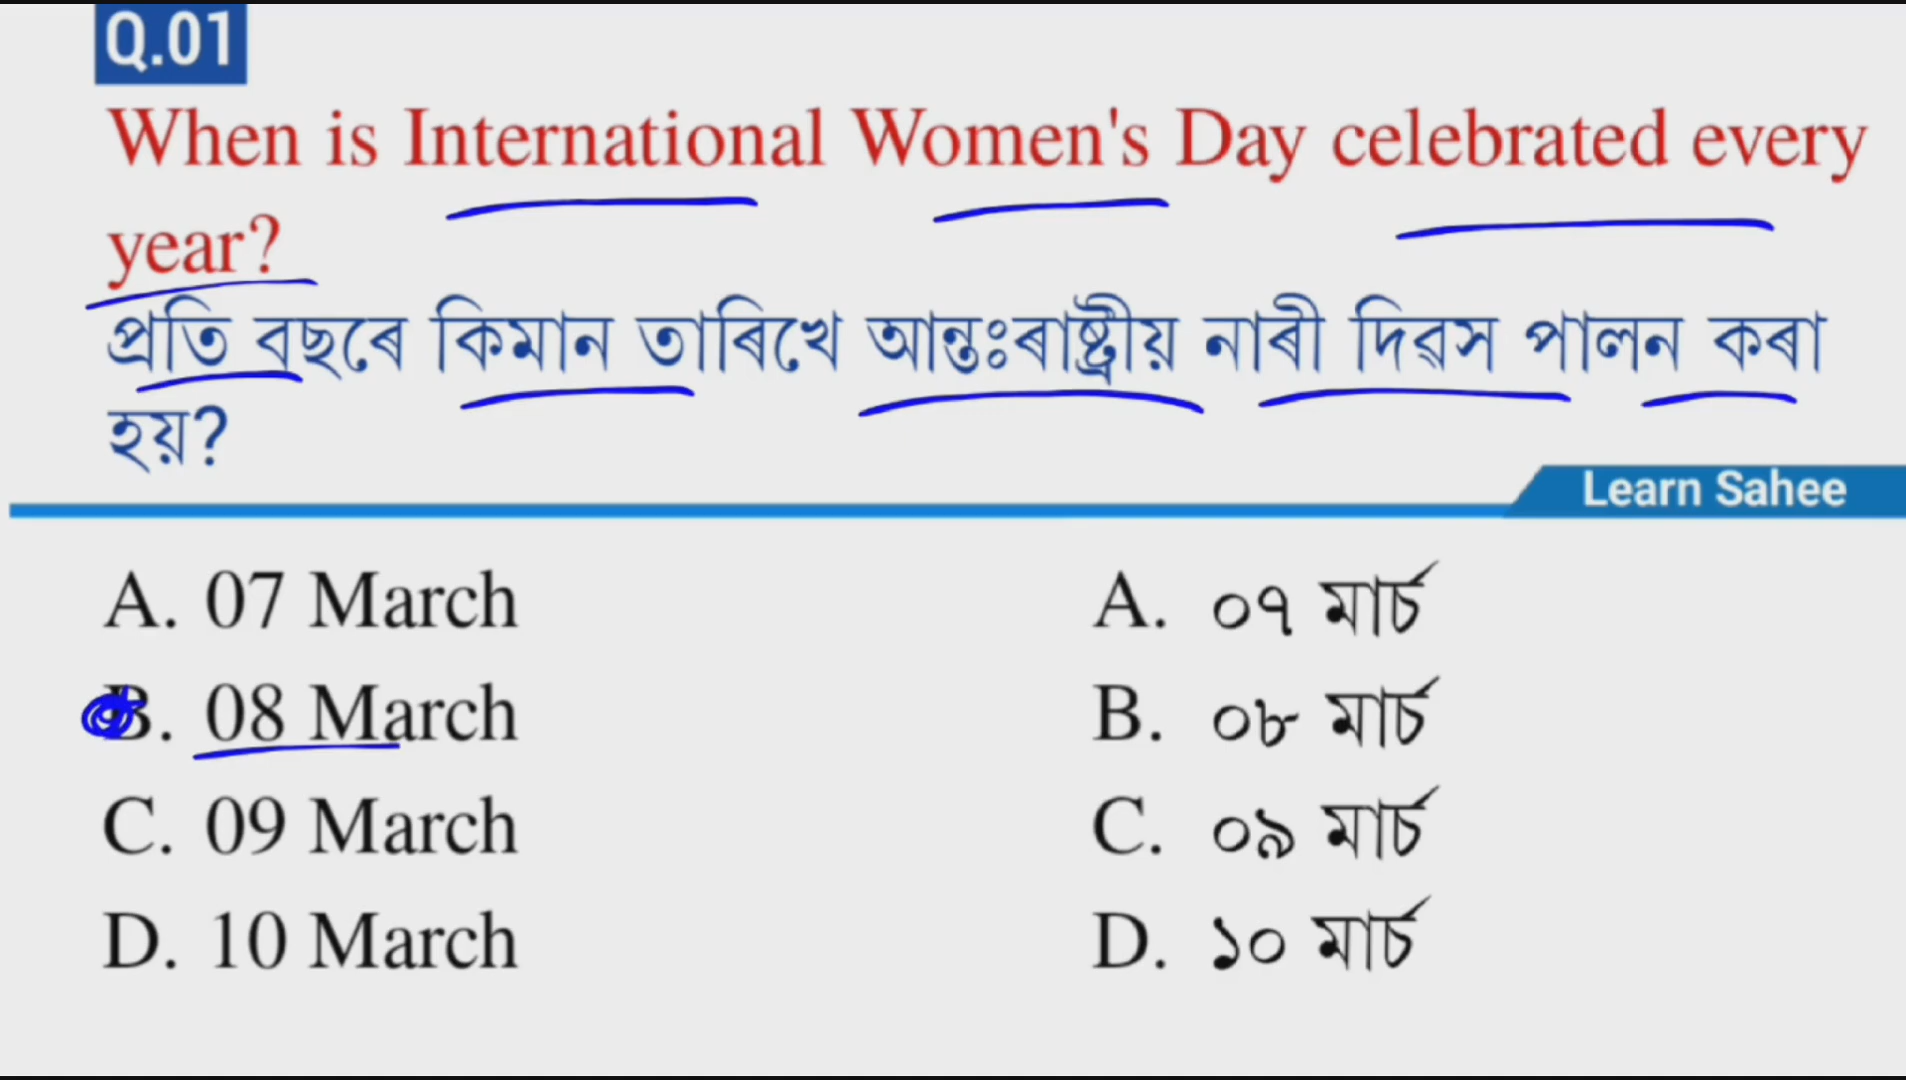 Q.01
When is International Women's Day celebrated every
year?
প্ৰতি বছৰে কিমান তাৰিখে আন্তঃৰাষ্ট্ৰীয় নাৰী দিৱস পালন কৰা
হয়?
Learn Sahee
A. 07 March
B. 08 March
C. 09 March
D. 10 March
A. ০৭ মাৰ্চ
B. ০৮ মাৰ্চ
C. ০৯ মাৰ্চ
D. ১০ মাৰ্চ